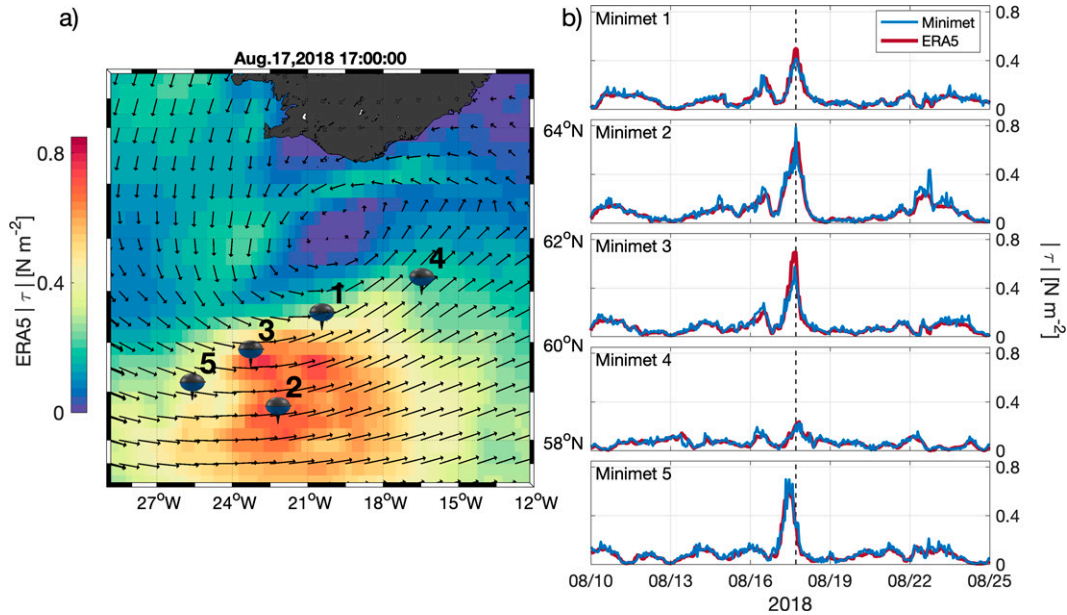 a)
Aug.17,2018 17:00:00
ERA5 | τ | [N m⁻²]
0.8
0.4
0
64°N
62°N
60°N
58°N
4
1
3
5
2
27°W 24°W 21°W 18°W 15°W 12°W
b)
Minimet 1
Minimet
ERA5
0.8
0.4
0
Minimet 2
0.8
0.4
0
Minimet 3
0.8
0.4
0
Minimet 4
0.8
0.4
0
Minimet 5
0.8
0.4
0
| τ | [N m⁻²]
08/10 08/13 08/16 08/19 08/22 08/25
2018